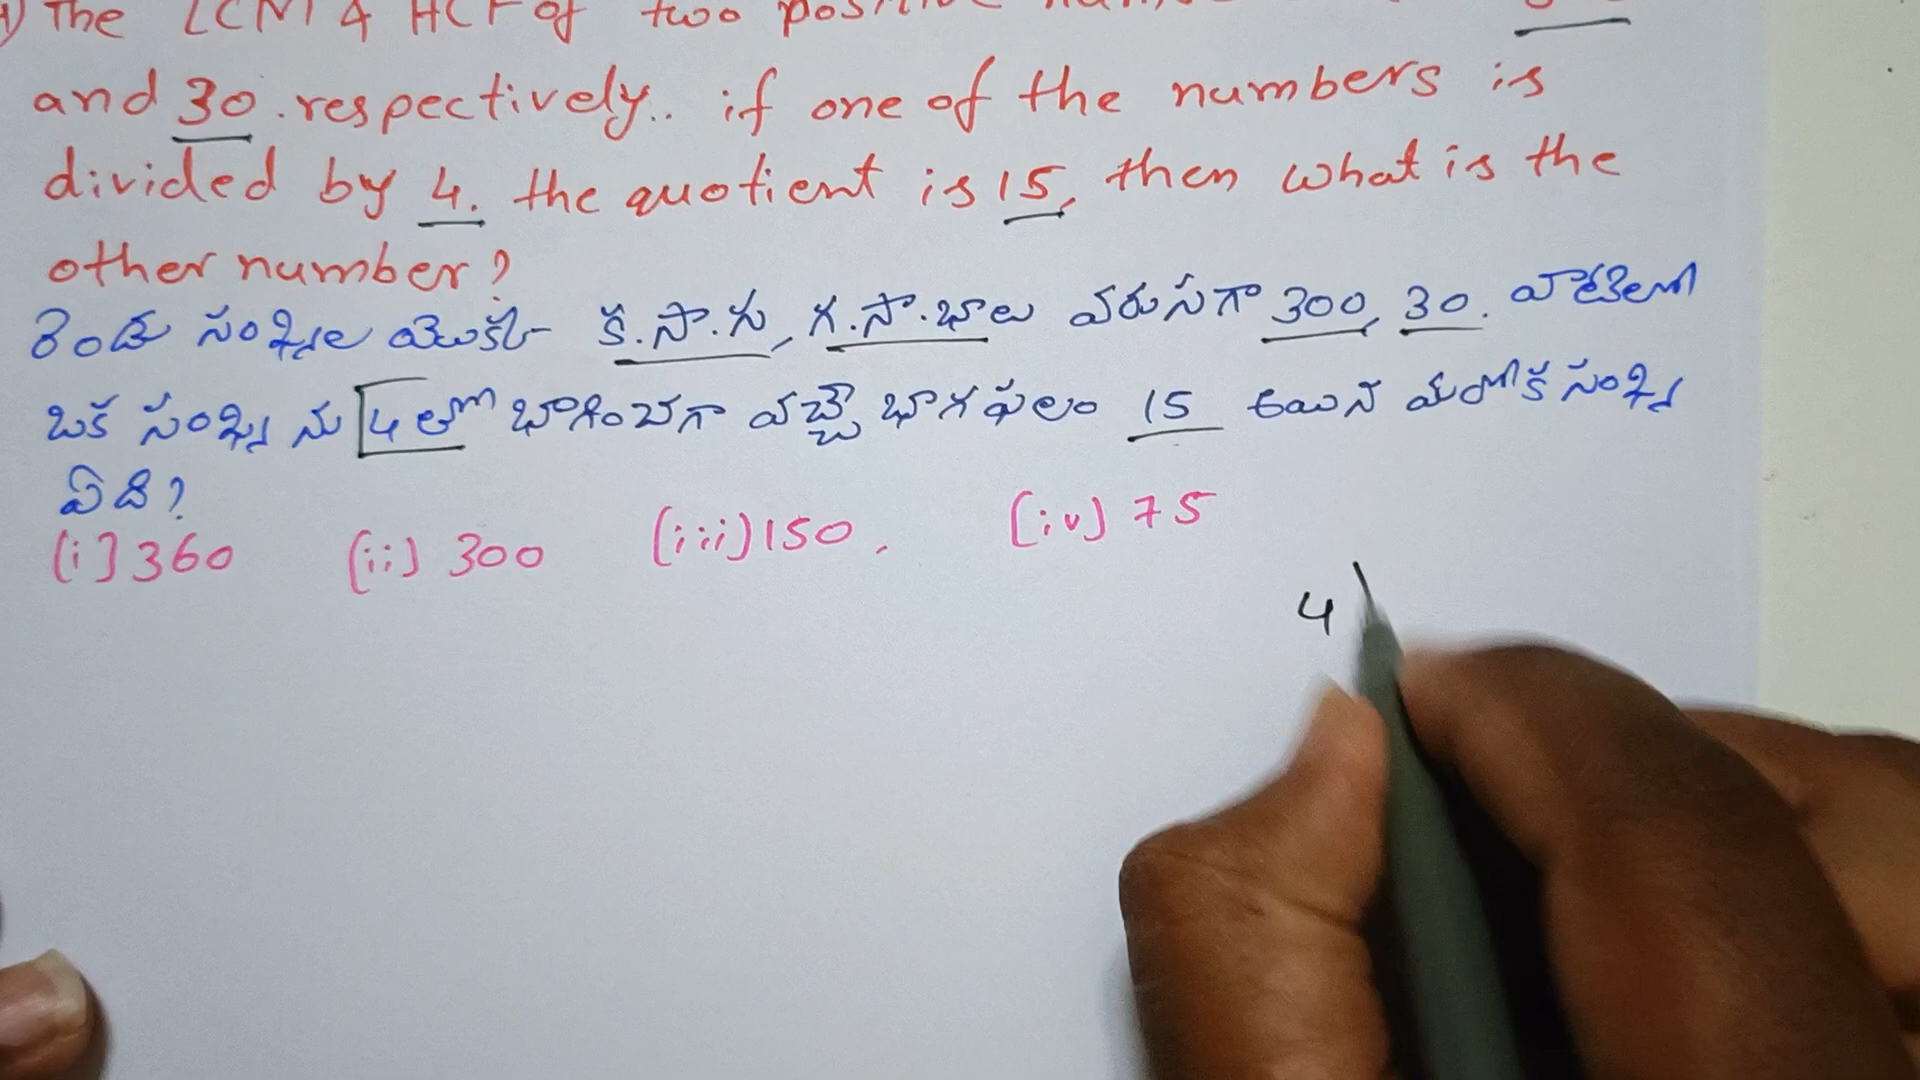 The LCM & HCF of two positive
and 30. respectively.. if one of the numbers is
divided by 4. the quotient is 15, then what is the
other number?
రెండు సంఖ్యల యొక్క క.సా.గు, గ.సా.భాలు వరుసగా 300, 30. వాటిలో
ఒక సంఖ్య ను 4 తో భాగించగా వచ్చే భాగఫలం 15 అయిన మరొక సంఖ్య
ఏది?
(i) 360 (ii) 300 (iii) 150, (iv) 75
4